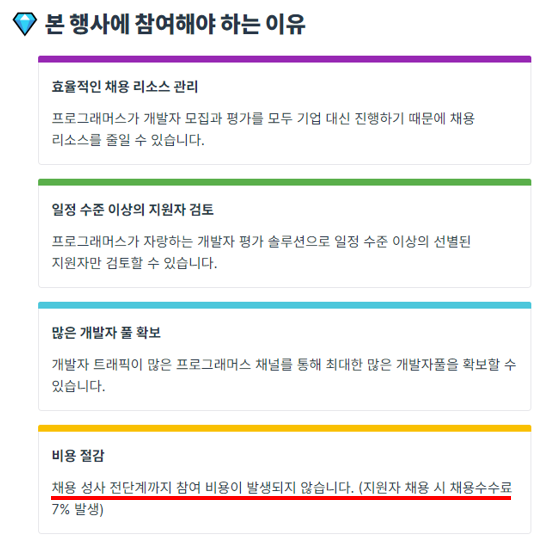 본 행사에 참여해야 하는 이유
효율적인 채용 리소스 관리
프로그래머스가 개발자 모집과 평가를 모두 기업 대신 진행하기 때문에 채용
리소스를 줄일 수 있습니다.
일정 수준 이상의 지원자 검토
프로그래머스가 자랑하는 개발자 평가 솔루션으로 일정 수준 이상의 선별된
지원자만 검토할 수 있습니다.
많은 개발자 풀 확보
개발자 트래픽이 많은 프로그래머스 채널를 통해 최대한 많은 개발자풀을 확보할 수
있습니다.
비용 절감
채용 성사 전단계까지 참여 비용이 발생되지 않습니다. (지원자 채용 시 채용수수료
7% 발생)